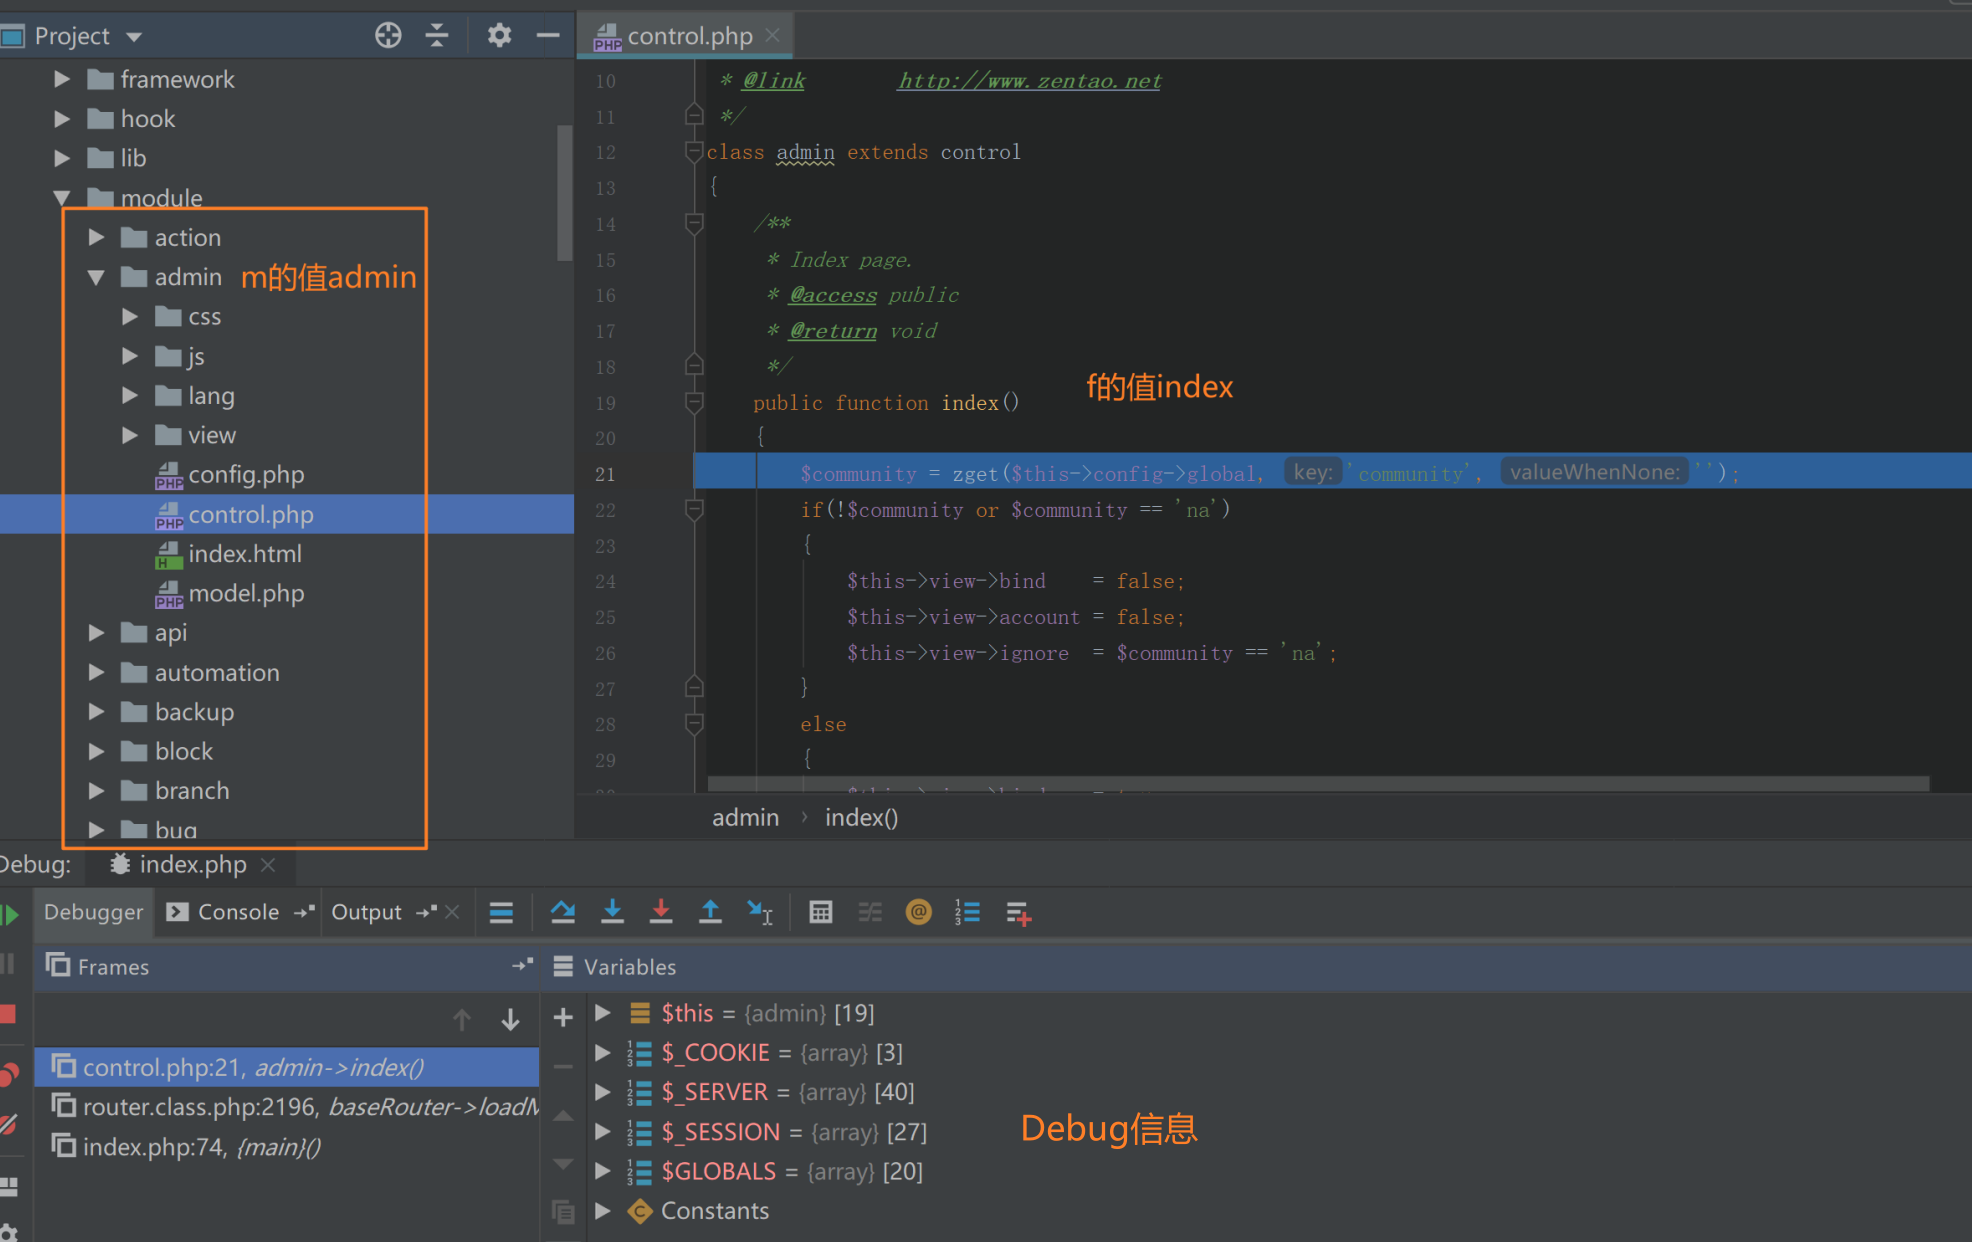 Project
framework
hook
lib
module
action
admin m的值admin
css
js
lang
view
config.php
control.php
index.html
model.php
api
automation
backup
block
branch
bug
control.php
10 * @link http://www.zentao.net
11 */
12 class admin extends control
13 {
14 /**
15 * Index page.
16 * @access public
17 * @return void
18 */
f的值index
19 public function index()
20 {
21 $community = zget($this->config->global, key: 'community', valueWhenNone: '');
22 if(!$community or $community == 'na')
23 {
24 $this->view->bind = false;
25 $this->view->account = false;
26 $this->view->ignore = $community == 'na';
27 }
28 else
29 {
admin › index()
Debug: index.php
Debugger Console Output
Frames
control.php:21, admin->index()
router.class.php:2196, baseRouter->loadM
index.php:74, {main}()
Variables
$this = {admin} [19]
$_COOKIE = {array} [3]
$_SERVER = {array} [40]
$_SESSION = {array} [27]
$GLOBALS = {array} [20]
Constants
Debug信息